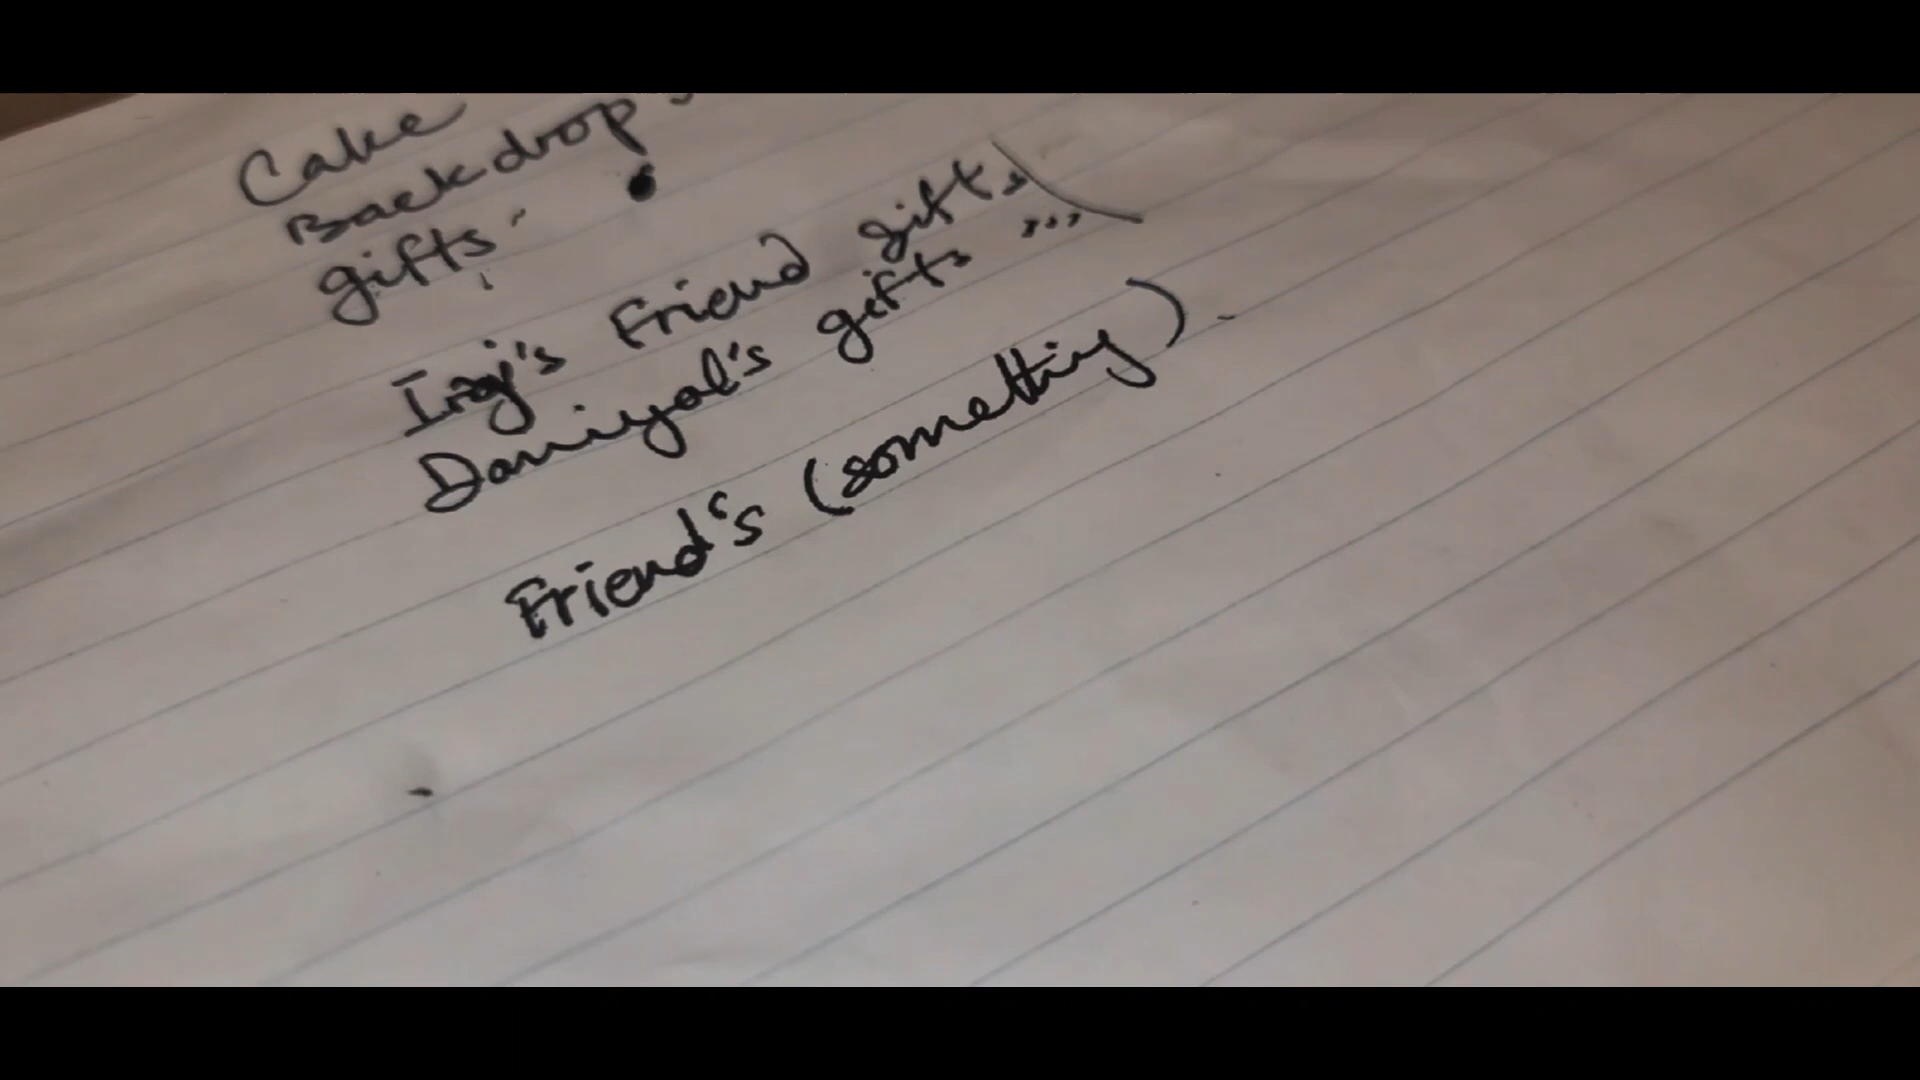 Cake
Backdrop
gifts
Iraj's Friend gifts
Daniyal's gifts ...
Friend's (something).